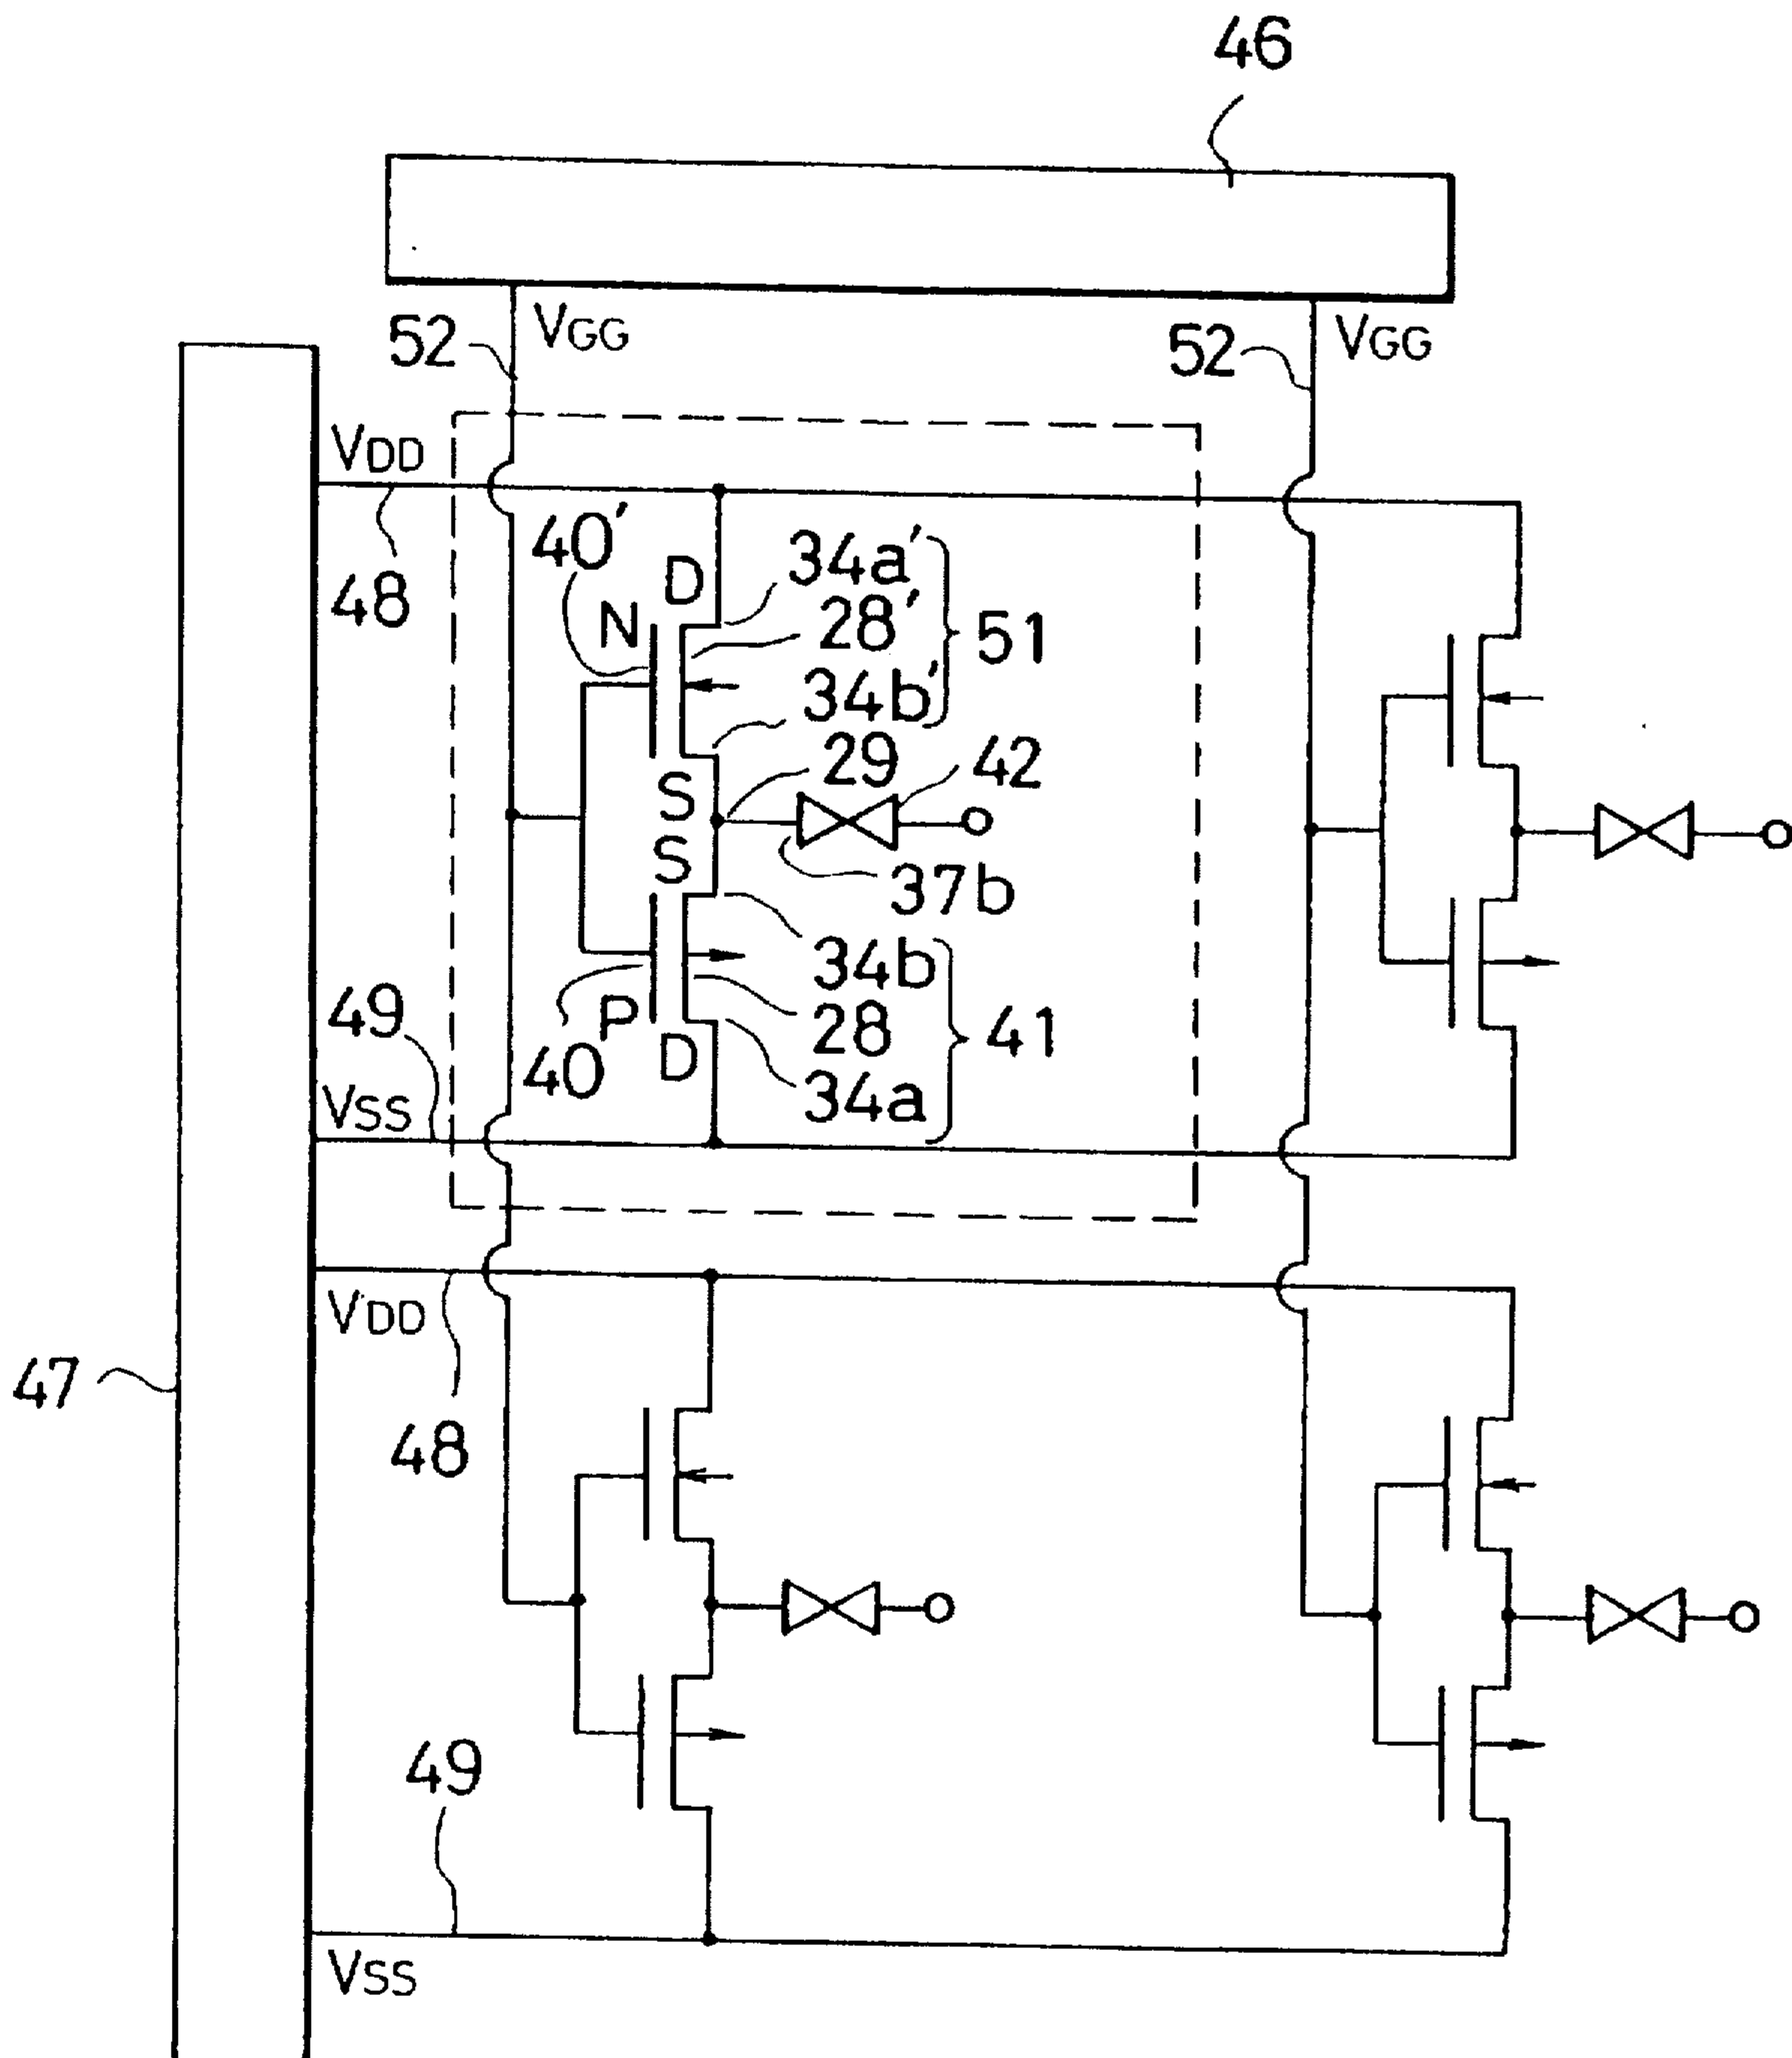 46
52 VGG 52 VGG
VDD
48
40' D 34a'
N 28' 51
34b'
S 29 42
S 37b
34b
49 P 28 41
40 D 34a
VSS
VDD
47
48
49
VSS